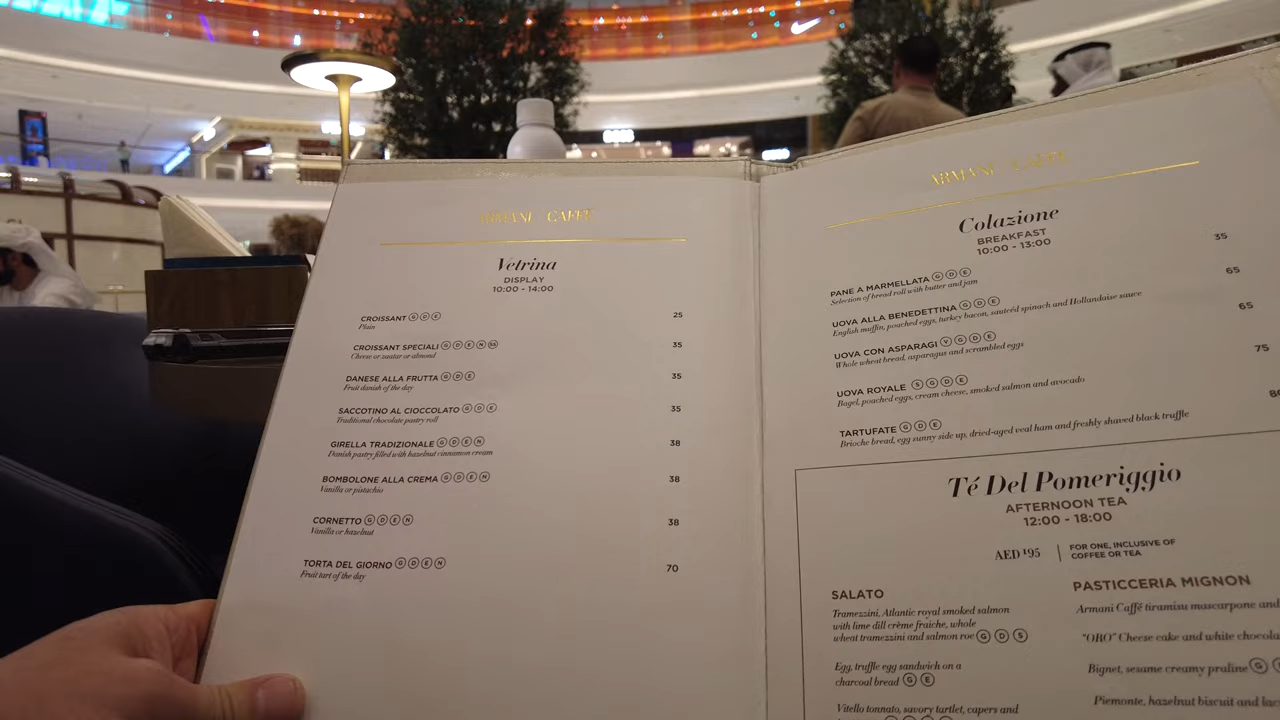 ARMANI CAFFÈ
Vetrina
DISPLAY
10:00 - 14:00
CROISSANT G D E 25
Plain
CROISSANT SPECIALI G D E N SS 35
Cheese or zaatar or almond
DANESE ALLA FRUTTA G D E 35
Fruit danish of the day
SACCOTINO AL CIOCCOLATO G D E 35
Traditional chocolate pastry roll
GIRELLA TRADIZIONALE G D E N 38
Danish pastry filled with hazelnut cinnamon cream
BOMBOLONE ALLA CREMA G D E N 38
Vanilla or pistachio
CORNETTO G D E N 38
Vanilla or hazelnut
TORTA DEL GIORNO G D E N 70
Fruit tart of the day
ARMANI CAFFÈ
Colazione
BREAKFAST
10:00 - 13:00
PANE A MARMELLATA G D E 35
Selection of bread roll with butter and jam
UOVA ALLA BENEDETTINA G D E 65
English muffin, poached eggs, turkey bacon, sauteéd spinach and Hollandaise sauce
UOVA CON ASPARAGI V G D E 65
Whole wheat bread, asparagus and scrambled eggs
UOVA ROYALE S G D E 75
Bagel, poached eggs, cream cheese, smoked salmon and avocado
TARTUFATE G D E
Brioche bread, egg sunny side up, dried-aged veal ham and freshly shaved black truffle
Té Del Pomeriggio
AFTERNOON TEA
12:00 - 18:00
AED 195 FOR ONE, INCLUSIVE OF
COFFEE OR TEA
SALATO
Tramezzini, Atlantic royal smoked salmon
with lime dill crème fraiche, whole
wheat tramezzini and salmon roe G D S
Egg, truffle egg sandwich on a
charcoal bread G E
Vitello tonnato, savory tartlet, capers and
PASTICCERIA MIGNON
Armani Caffé tiramisu mascarpone and
"ORO" Cheese cake and white
Bignet, sesame creamy praline G
Piemonte, hazelnut biscuit and